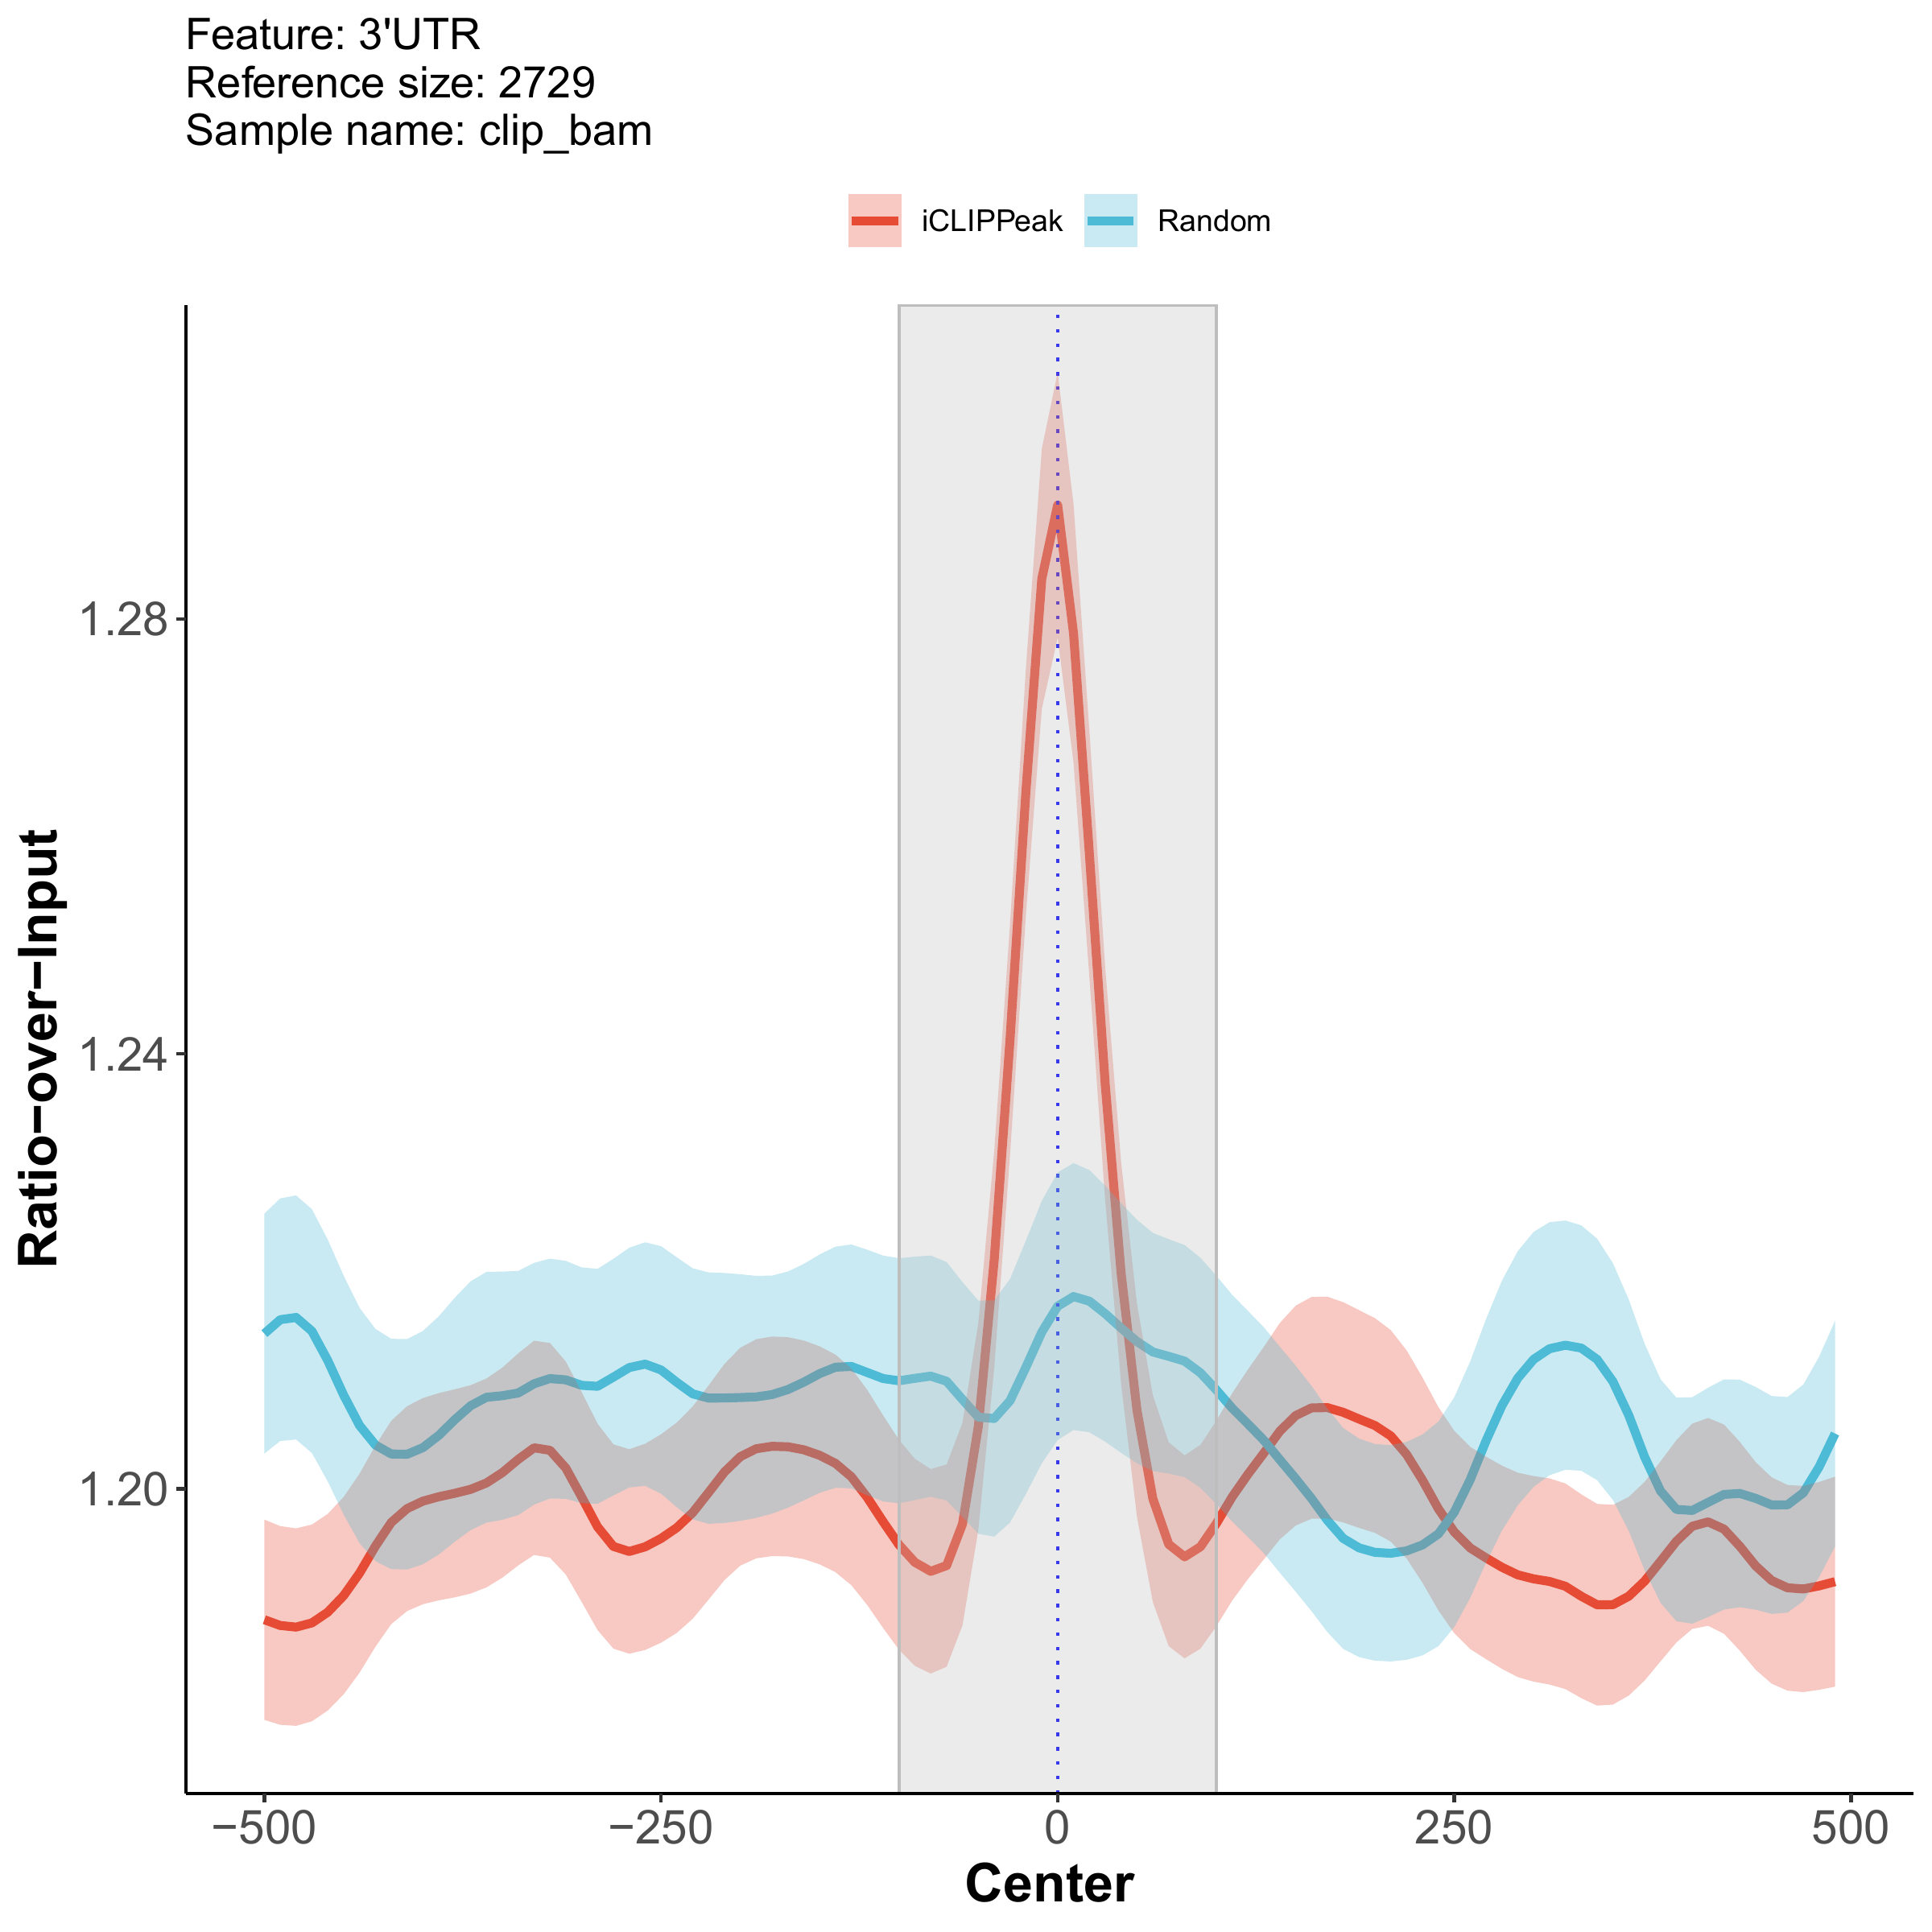 Feature: 3'UTR
Reference size: 2729
Sample name: clip_bam
iCLIPPeak Random
Ratio−over−Input
1.28
1.24
1.20
−500 −250 0 250 500
Center